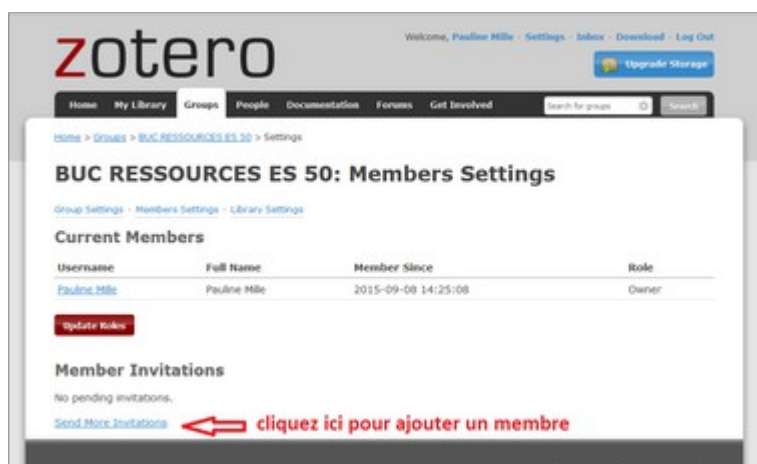 zotero
Welcome, Pauline Mille · Settings · Inbox · Download · Log Out
Upgrade Storage
Home My Library Groups People Documentation Forums Get Involved Search for groups Search
Home > Groups > BUC RESSOURCES ES 50 > Settings
BUC RESSOURCES ES 50: Members Settings
Group Settings · Members Settings · Library Settings
Current Members
Username Full Name Member Since Role
Pauline Mille Pauline Mille 2015-09-08 14:25:08 Owner
Update Roles
Member Invitations
No pending invitations.
Send More Invitations cliquez ici pour ajouter un membre